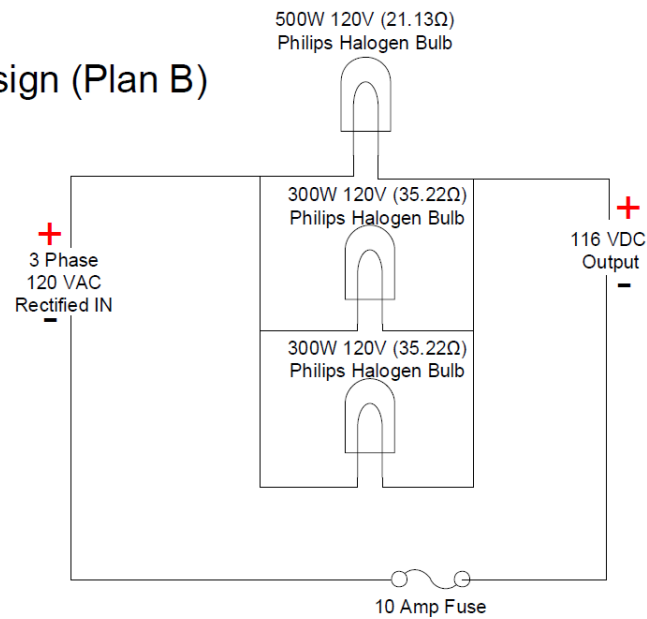 500W 120V (21.13Ω)
Philips Halogen Bulb
sign (Plan B)
300W 120V (35.22Ω)
Philips Halogen Bulb
+
3 Phase
120 VAC
Rectified IN
-
+
116 VDC
Output
-
300W 120V (35.22Ω)
Philips Halogen Bulb
10 Amp Fuse